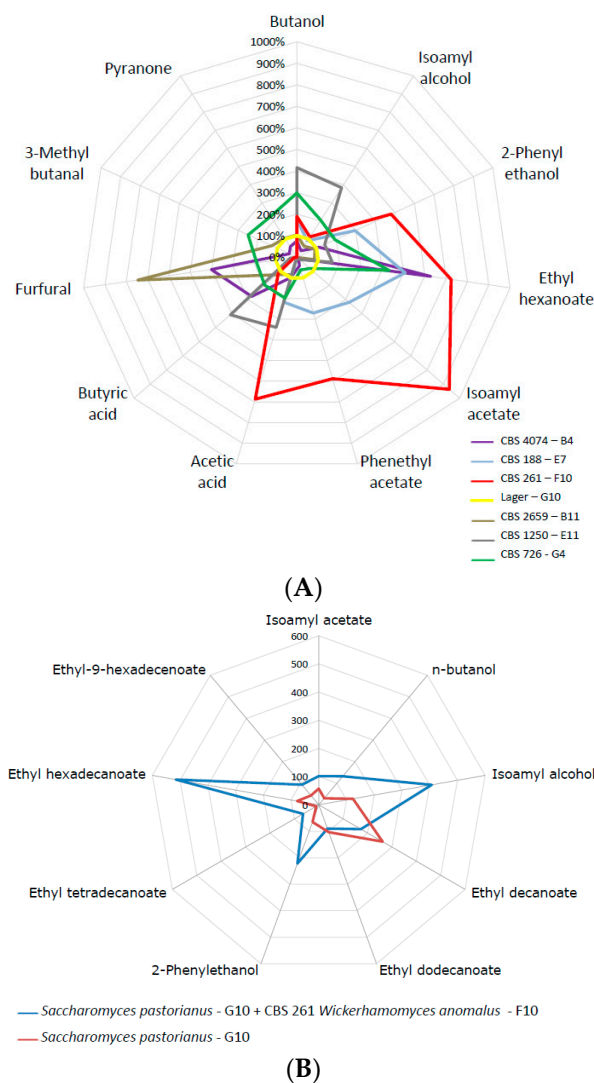 Butanol
1000%
900%
800%
700%
600%
500%
400%
300%
200%
100%
0%
Isoamyl
alcohol
2-Phenyl
ethanol
Ethyl
hexanoate
Isoamyl
acetate
Phenethyl
acetate
Acetic
acid
Butyric
acid
Furfural
3-Methyl
butanal
Pyranone
CBS 4074 – B4
CBS 188 – E7
CBS 261 – F10
Lager – G10
CBS 2659 – B11
CBS 1250 – E11
CBS 726 - G4
(A)
Isoamyl acetate
600
500
400
300
200
100
0
n-butanol
Isoamyl alcohol
Ethyl decanoate
Ethyl dodecanoate
2-Phenylethanol
Ethyl tetradecanoate
Ethyl hexadecanoate
Ethyl-9-hexadecenoate
Saccharomyces pastorianus - G10 + CBS 261 Wickerhamomyces anomalus - F10
Saccharomyces pastorianus - G10
(B)